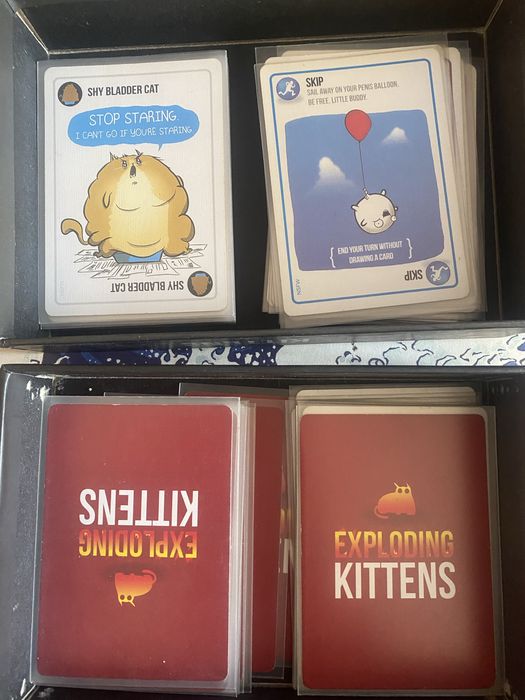 SHY BLADDER CAT
STOP STARING.
I CAN'T GO IF YOU'RE STARING
SHY BLADDER CAT
SKIP
SAIL AWAY ON YOUR PENIS BALLOON.
BE FREE, LITTLE BUDDY.
END YOUR TURN WITHOUT
DRAWING A CARD
NSFW
SKIP
EXPLODING
KITTENS
EXPLODING
KITTENS